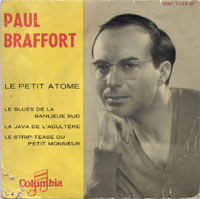 PAUL
BRAFFORT
LE PETIT ATOME
LE BLUES DE LA
BANLIEUE SUD
LA JAVA DE L'ADULTÈRE
LE STRIP-TEASE DU
PETIT MONSIEUR
Columbia